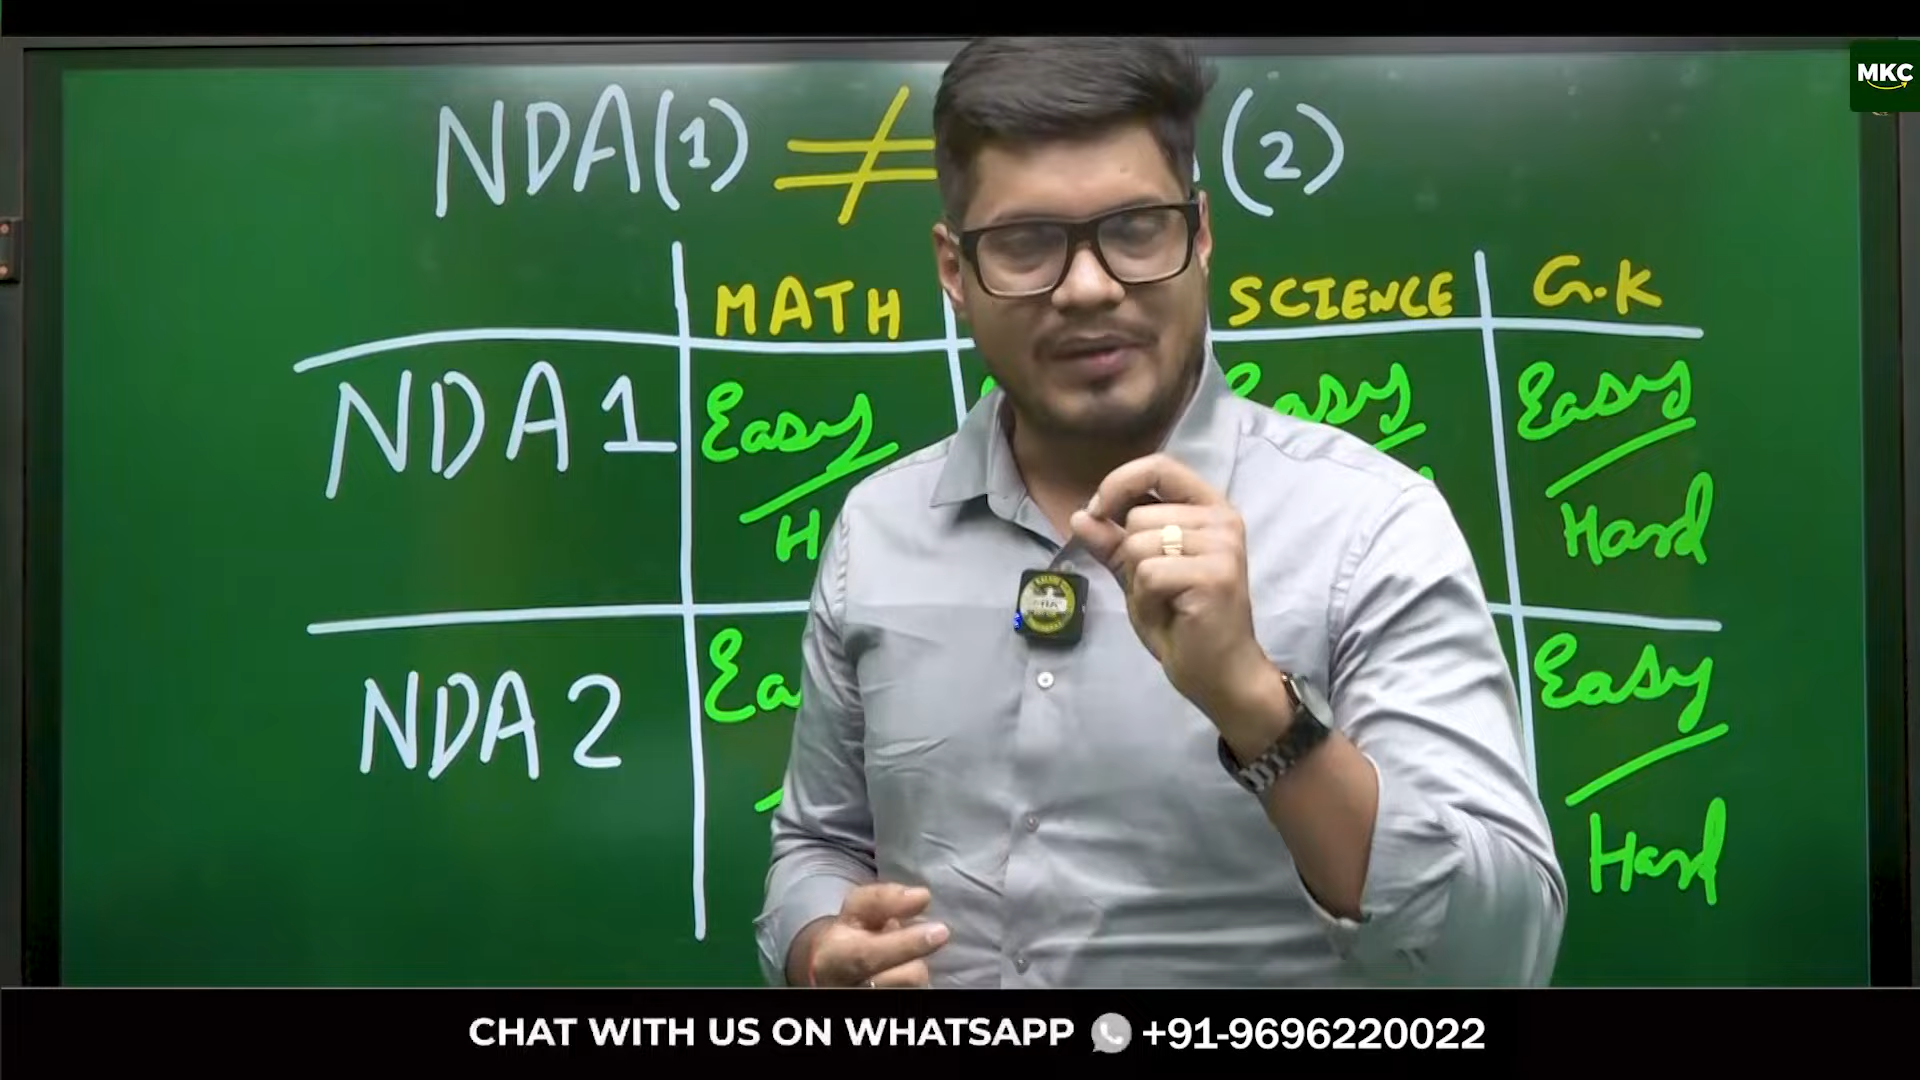 MKC
NDA(1) ≠ (2)
MATH SCIENCE G.K
NDA 1 Easy Easy Easy
H Hard
NDA 2 Ea Easy
Hard
CHAT WITH US ON WHATSAPP +91-9696220022